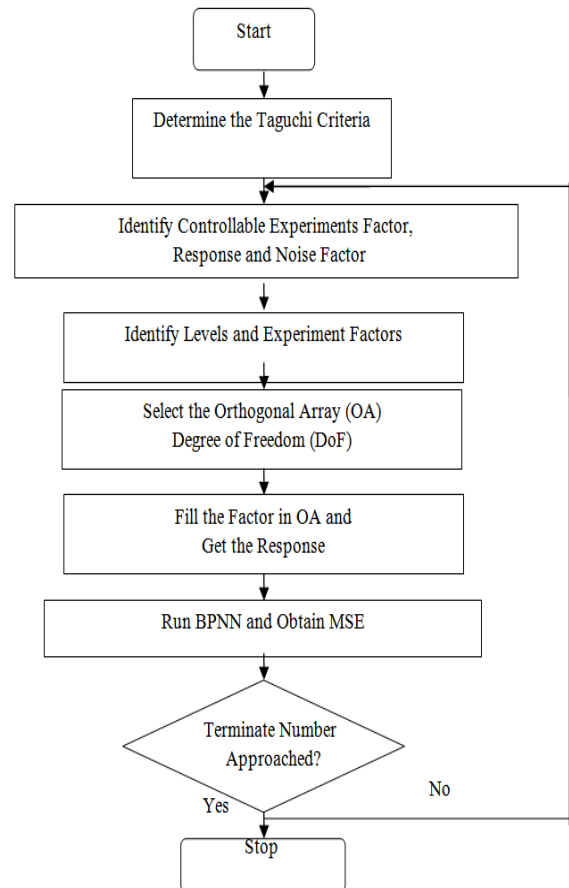 Start
Determine the Taguchi Criteria
Identify Controllable Experiments Factor,
Response and Noise Factor
Identify Levels and Experiment Factors
Select the Orthogonal Array (OA)
Degree of Freedom (DoF)
Fill the Factor in OA and
Get the Response
Run BPNN and Obtain MSE
Terminate Number
Approached?
No
Yes
Stop